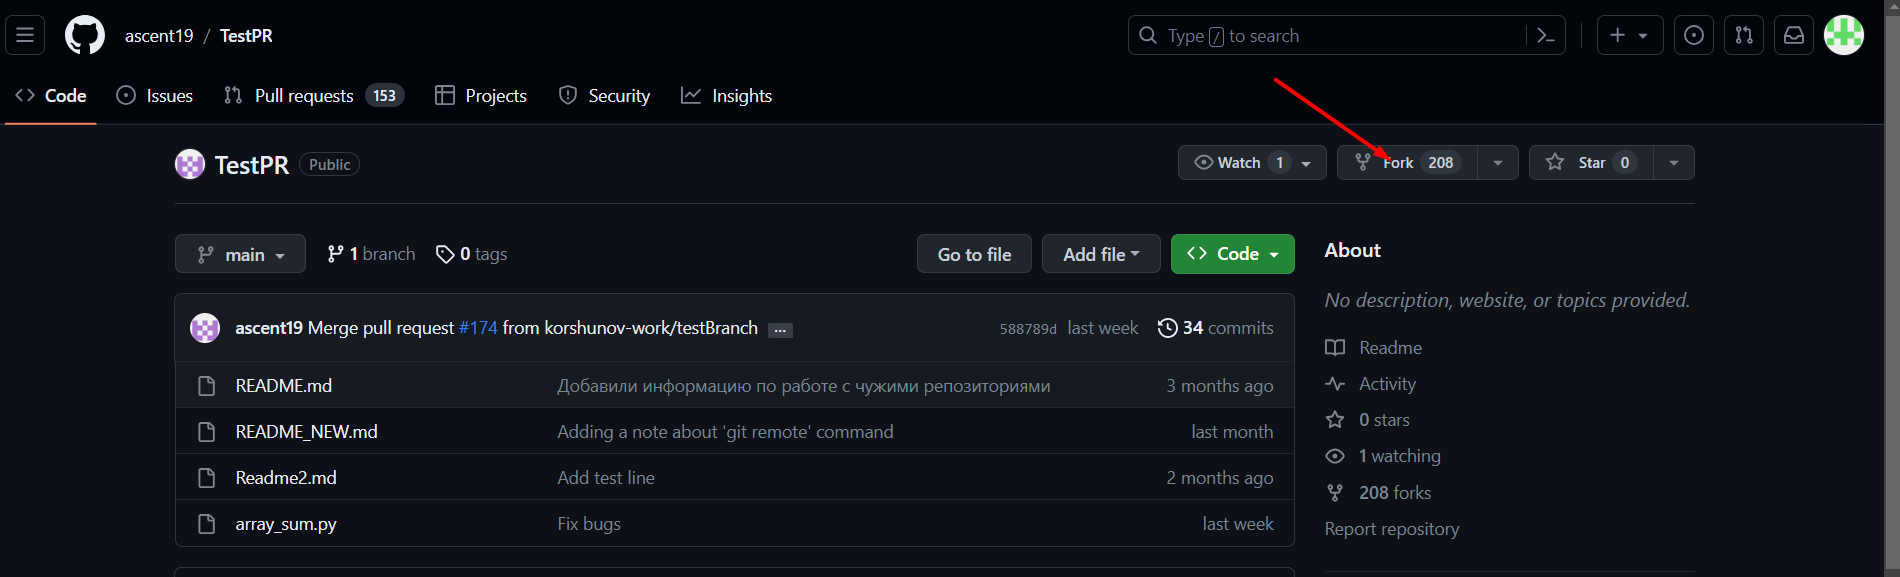 ascent19 / TestPR
Type / to search
Code Issues Pull requests 153 Projects Security Insights
TestPR Public
Watch 1 Fork 208 Star 0
main 1 branch 0 tags Go to file Add file Code
ascent19 Merge pull request #174 from korshunov-work/testBranch ... 588789d last week 34 commits
README.md Добавили информацию по работе с чужими репозиториями 3 months ago
README_NEW.md Adding a note about 'git remote' command last month
Readme2.md Add test line 2 months ago
array_sum.py Fix bugs last week
About
No description, website, or topics provided.
Readme
Activity
0 stars
1 watching
208 forks
Report repository